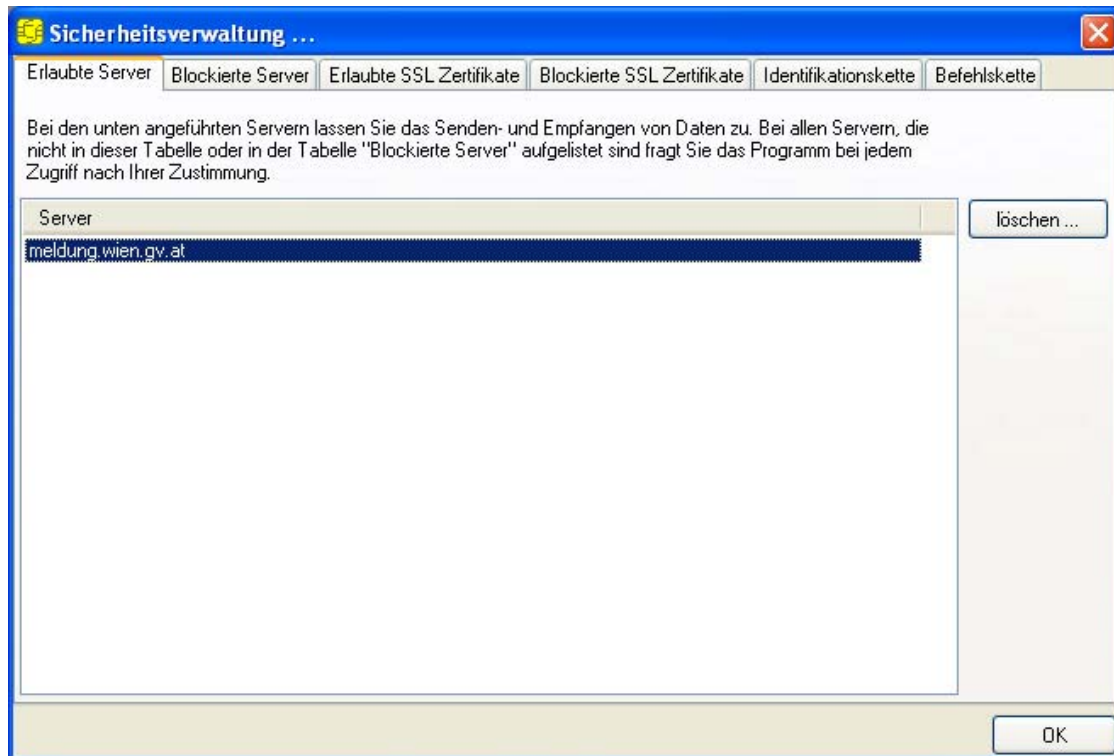 Sicherheitsverwaltung ...
Erlaubte Server Blockierte Server Erlaubte SSL Zertifikate Blockierte SSL Zertifikate Identifikationskette Befehlskette
Bei den unten angeführten Servern lassen Sie das Senden- und Empfangen von Daten zu. Bei allen Servern, die
nicht in dieser Tabelle oder in der Tabelle "Blockierte Server" aufgelistet sind fragt Sie das Programm bei jedem
Zugriff nach Ihrer Zustimmung.
Server
löschen ...
meldung.wien.gv.at
OK